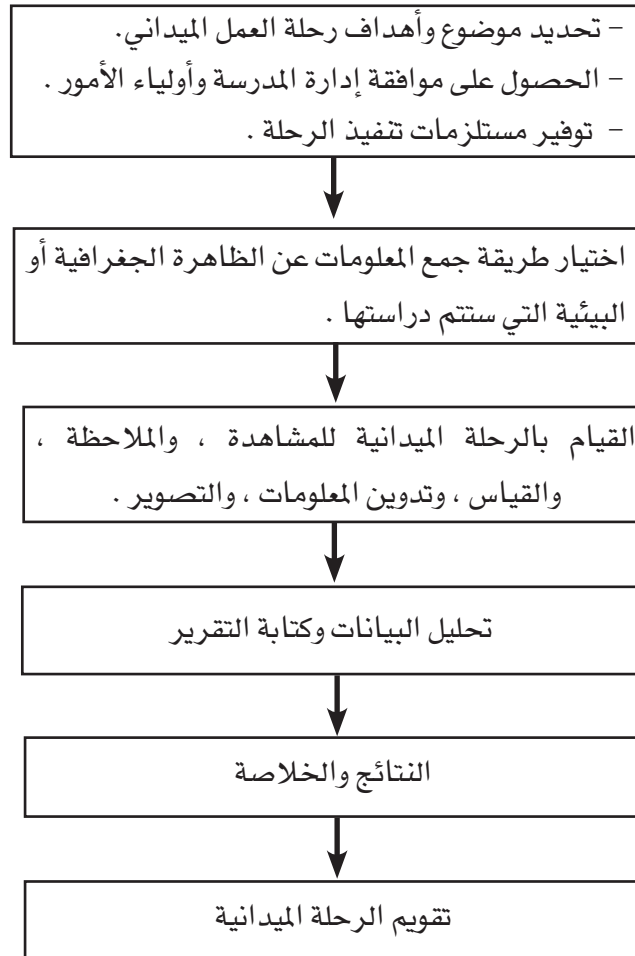 - تحديد موضوع وأهداف رحلة العمل الميداني.
- الحصول على موافقة إدارة المدرسة وأولياء الأمور .
- توفير مستلزمات تنفيذ الرحلة .
اختيار طريقة جمع المعلومات عن الظاهرة الجغرافية أو
البيئية التي ستتم دراستها .
القيام بالرحلة الميدانية للمشاهدة ، والملاحظة ،
والقياس ، وتدوين المعلومات ، والتصوير .
تحليل البيانات وكتابة التقرير
النتائج والخلاصة
تقويم الرحلة الميدانية